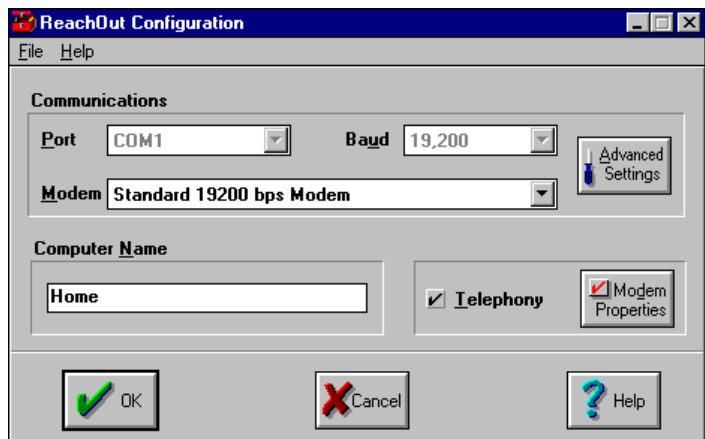 ReachOut Configuration
File Help
Communications
Port COM1 Baud 19,200
Advanced Settings
Modem Standard 19200 bps Modem
Computer Name
Home
Telephony
Modem Properties
OK Cancel Help